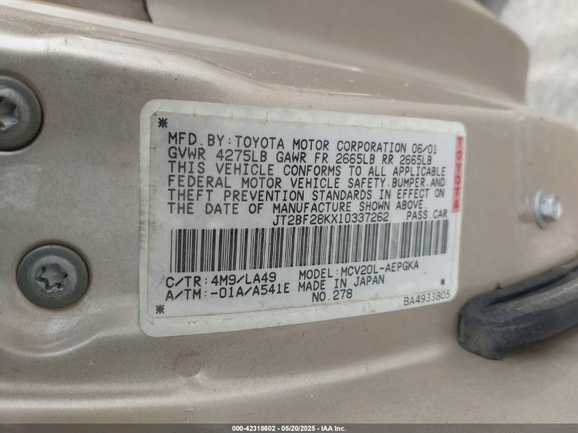 MFD. BY: TOYOTA MOTOR CORPORATION 06/01
GVWR 4275LB GAWR FR 2665LB RR 2665LB
THIS VEHICLE CONFORMS TO ALL APPLICABLE
FEDERAL MOTOR VEHICLE SAFETY, BUMPER, AND
THEFT PREVENTION STANDARDS IN EFFECT ON
THE DATE OF MANUFACTURE SHOWN ABOVE
JT2BF28KX10337262 PASS.CAR
TOYOTA
C/TR: 4M9/LA49 MODEL: MCV20L-AEPGKA
A/TM: -01A/A541E MADE IN JAPAN
NO.278 BA4933805
000-42318602 - 05/20/2025 - IAA Inc.